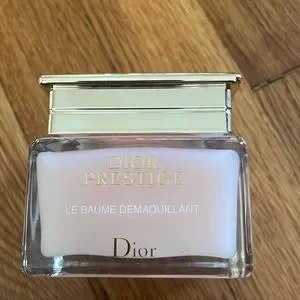 DIOR
PRESTIGE
LE BAUME DÉMAQUILLANT
Dior